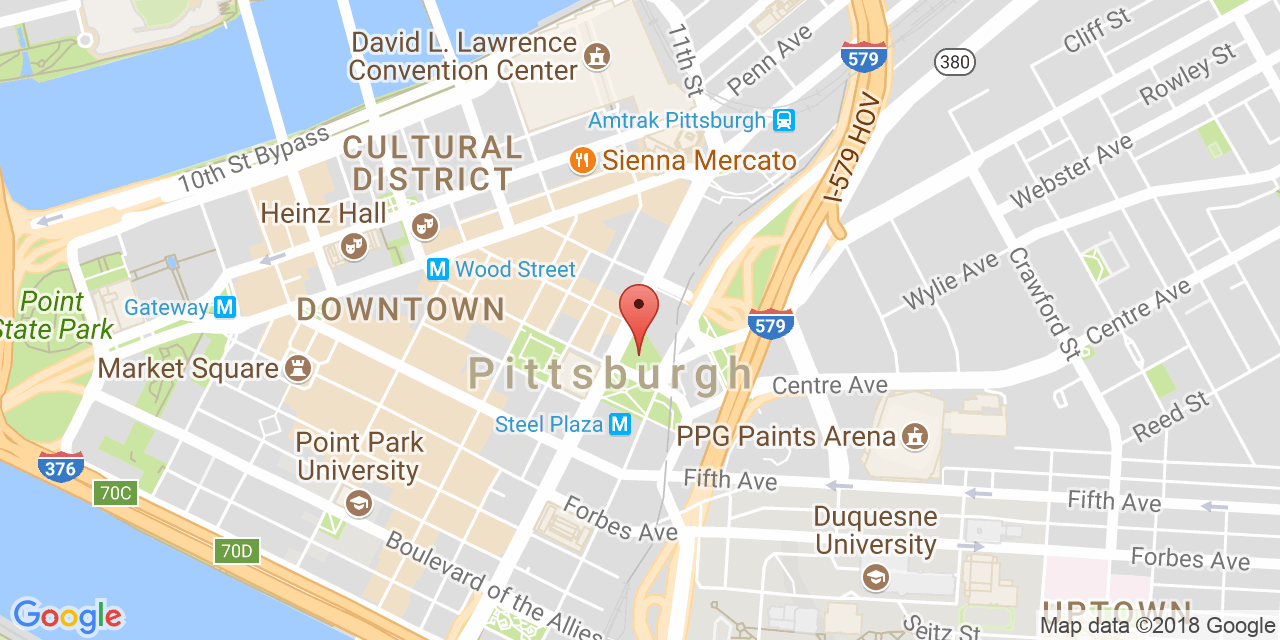 David L. Lawrence
Convention Center
11th St
Penn Ave
579
380
Cliff St
Rowley St
Amtrak Pittsburgh
I-579 HOV
CULTURAL
DISTRICT
Sienna Mercato
10th St Bypass
Webster Ave
Heinz Hall
M Wood Street
Wylie Ave
Crawford St
Centre Ave
Point
State Park
Gateway M
DOWNTOWN
579
Market Square
Pittsburgh
Centre Ave
Reed St
Steel Plaza M
PPG Paints Arena
Point Park
University
376
70C
Fifth Ave
Fifth Ave
Forbes Ave
Duquesne
University
70D
Boulevard of the Allies
Forbes Ave
Google
UPTOWN
Seitz St
Map data ©2018 Google